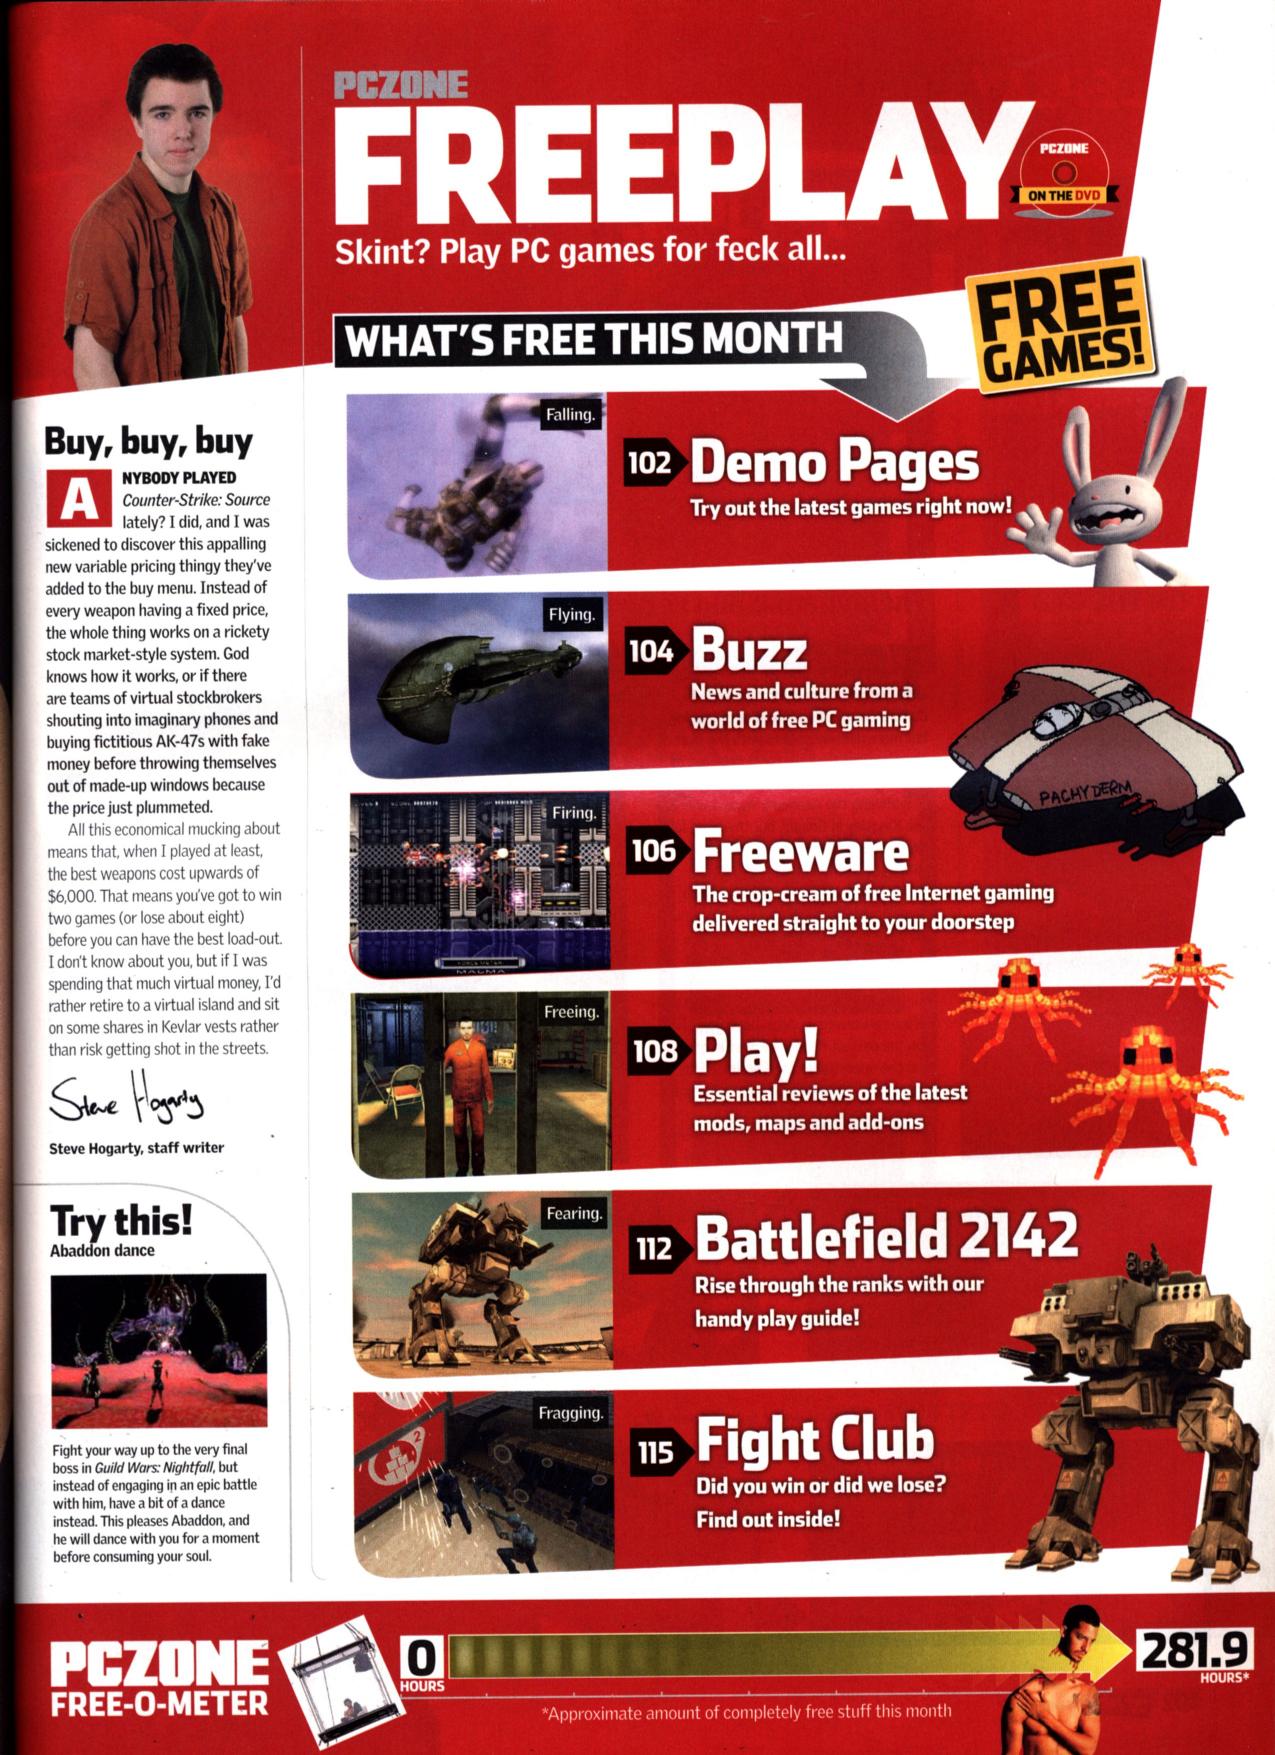 PCZONE
FREEPLAY
PCZONE
ON THE DVD
Skint? Play PC games for feck all...
WHAT'S FREE THIS MONTH
FREE
GAMES!
Buy, buy, buy
ANYBODY PLAYED
Counter-Strike: Source
lately? I did, and I was
sickened to discover this appalling
new variable pricing thingy they've
added to the buy menu. Instead of
every weapon having a fixed price,
the whole thing works on a rickety
stock market-style system. God
knows how it works, or if there
are teams of virtual stockbrokers
shouting into imaginary phones and
buying fictitious AK-47s with fake
money before throwing themselves
out of made-up windows because
the price just plummeted.
All this economical mucking about
means that, when I played at least,
the best weapons cost upwards of
$6,000. That means you've got to win
two games (or lose about eight)
before you can have the best load-out.
I don't know about you, but if I was
spending that much virtual money, I'd
rather retire to a virtual island and sit
on some shares in Kevlar vests rather
than risk getting shot in the streets.
Steve Hogarty
Steve Hogarty, staff writer
Try this!
Abaddon dance
Fight your way up to the very final
boss in Guild Wars: Nightfall, but
instead of engaging in an epic battle
with him, have a bit of a dance
instead. This pleases Abaddon, and
he will dance with you for a moment
before consuming your soul.
Falling.
102 Demo Pages
Try out the latest games right now!
Flying.
104 Buzz
News and culture from a
world of free PC gaming
PACHYDERM
Firing.
MAGMA
106 Freeware
The crop-cream of free Internet gaming
delivered straight to your doorstep
Freeing.
108 Play!
Essential reviews of the latest
mods, maps and add-ons
Fearing.
112 Battlefield 2142
Rise through the ranks with our
handy play guide!
Fragging.
2
115 Fight Club
Did you win or did we lose?
Find out inside!
PCZONE
FREE-O-METER
0
HOURS
281.9
HOURS*
*Approximate amount of completely free stuff this month